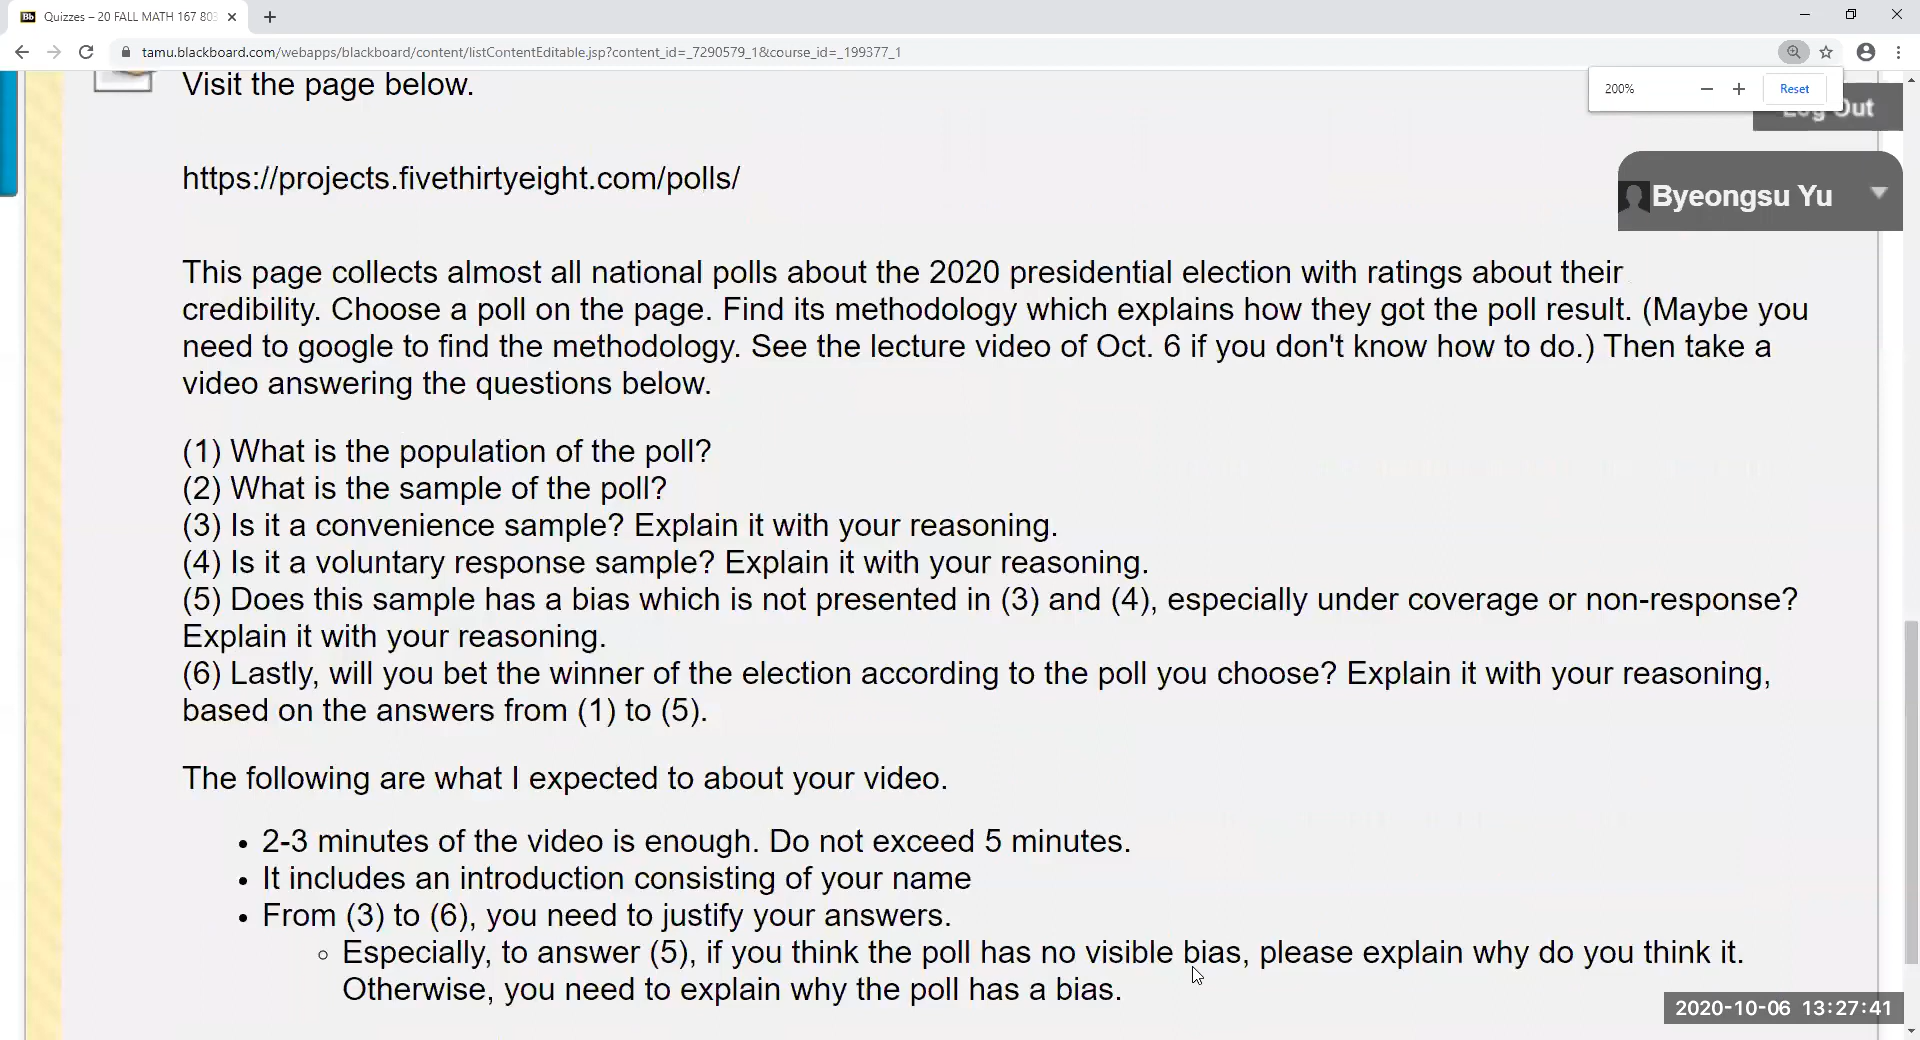 Quizzes – 20 FALL MATH 167 803
tamu.blackboard.com/webapps/blackboard/content/listContentEditable.jsp?content_id=_7290579_1&course_id=_199377_1
200%
Reset
Visit the page below.
Log Out
https://projects.fivethirtyeight.com/polls/
Byeongsu Yu
This page collects almost all national polls about the 2020 presidential election with ratings about their
credibility. Choose a poll on the page. Find its methodology which explains how they got the poll result. (Maybe you
need to google to find the methodology. See the lecture video of Oct. 6 if you don't know how to do.) Then take a
video answering the questions below.
(1) What is the population of the poll?
(2) What is the sample of the poll?
(3) Is it a convenience sample? Explain it with your reasoning.
(4) Is it a voluntary response sample? Explain it with your reasoning.
(5) Does this sample has a bias which is not presented in (3) and (4), especially under coverage or non-response?
Explain it with your reasoning.
(6) Lastly, will you bet the winner of the election according to the poll you choose? Explain it with your reasoning,
based on the answers from (1) to (5).
The following are what I expected to about your video.
• 2-3 minutes of the video is enough. Do not exceed 5 minutes.
• It includes an introduction consisting of your name
• From (3) to (6), you need to justify your answers.
○ Especially, to answer (5), if you think the poll has no visible bias, please explain why do you think it.
Otherwise, you need to explain why the poll has a bias.
2020-10-06 13:27:41